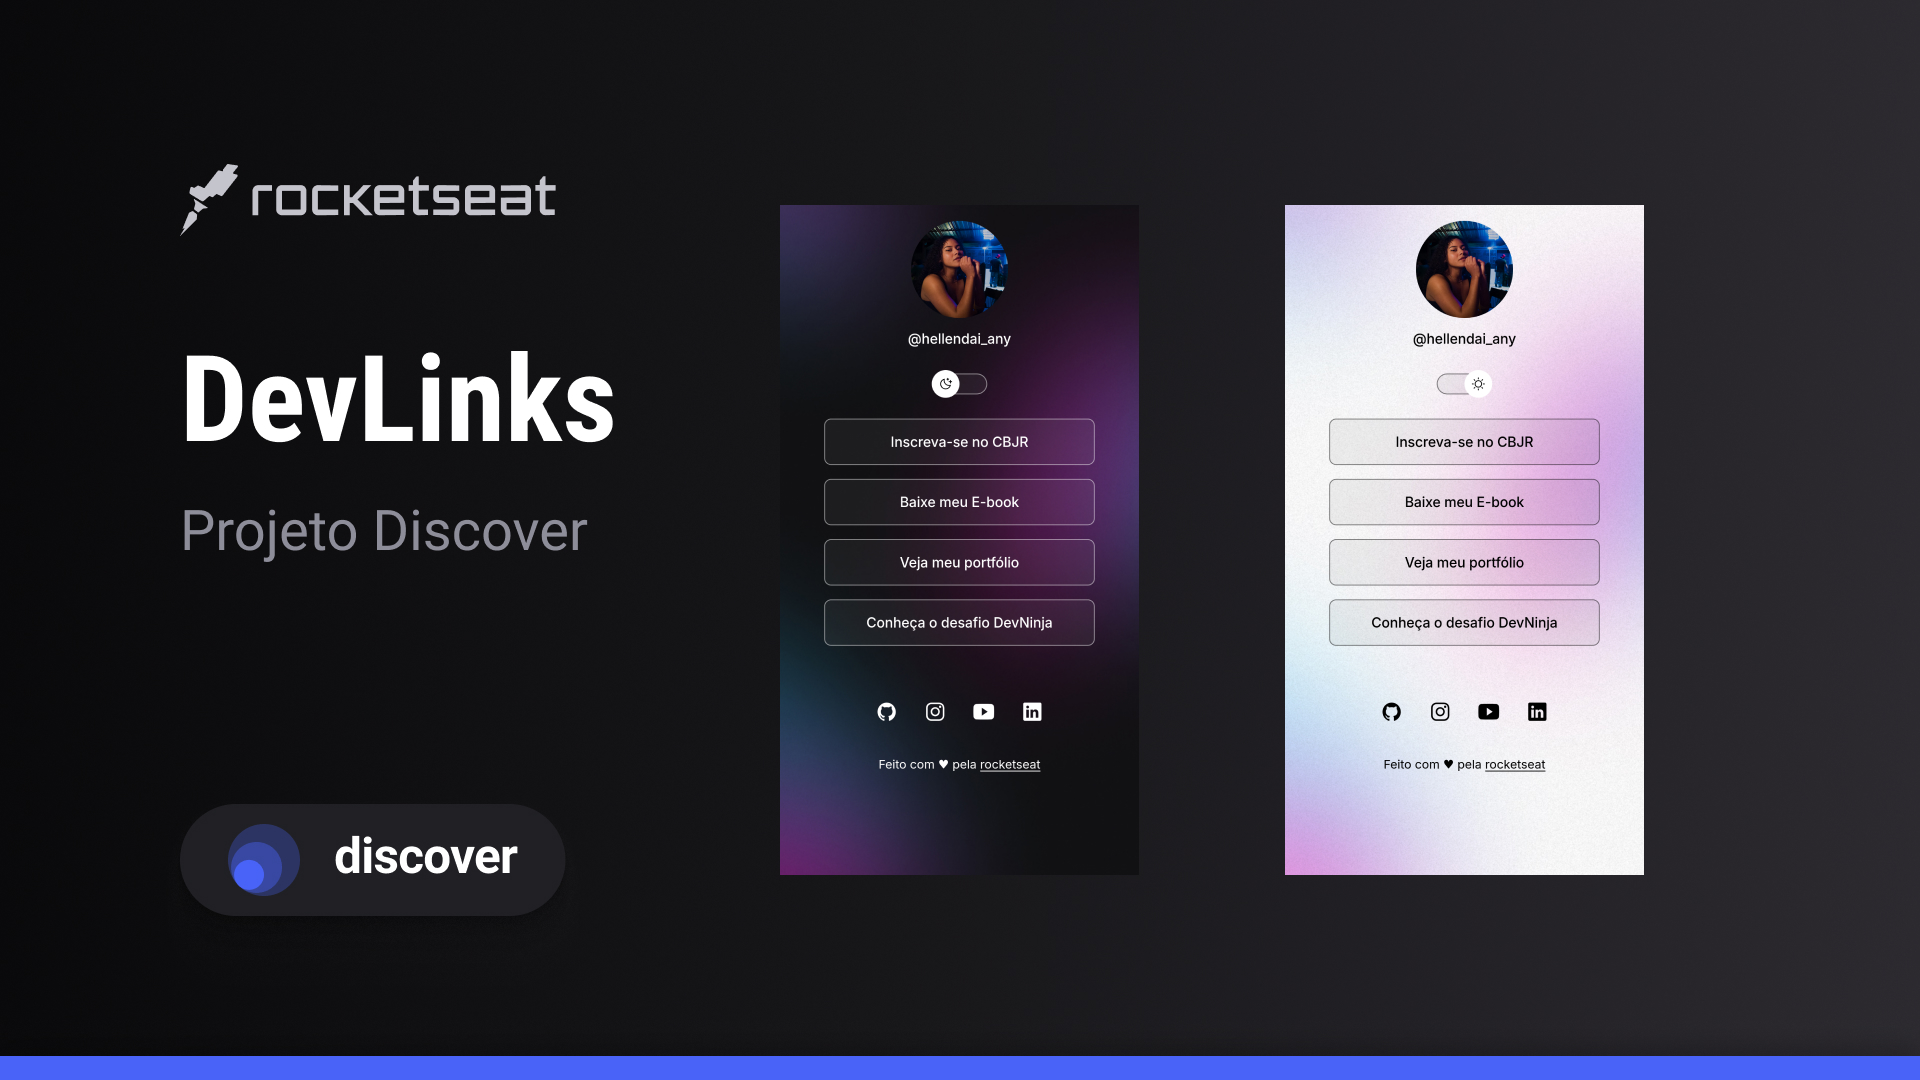 rocketseat
DevLinks
Projeto Discover
discover
@hellendai_any
Inscreva-se no CBJR
Baixe meu E-book
Veja meu portfólio
Conheça o desafio DevNinja
in
Feito com ♥ pela rocketseat
@hellendai_any
Inscreva-se no CBJR
Baixe meu E-book
Veja meu portfólio
Conheça o desafio DevNinja
in
Feito com ♥ pela rocketseat